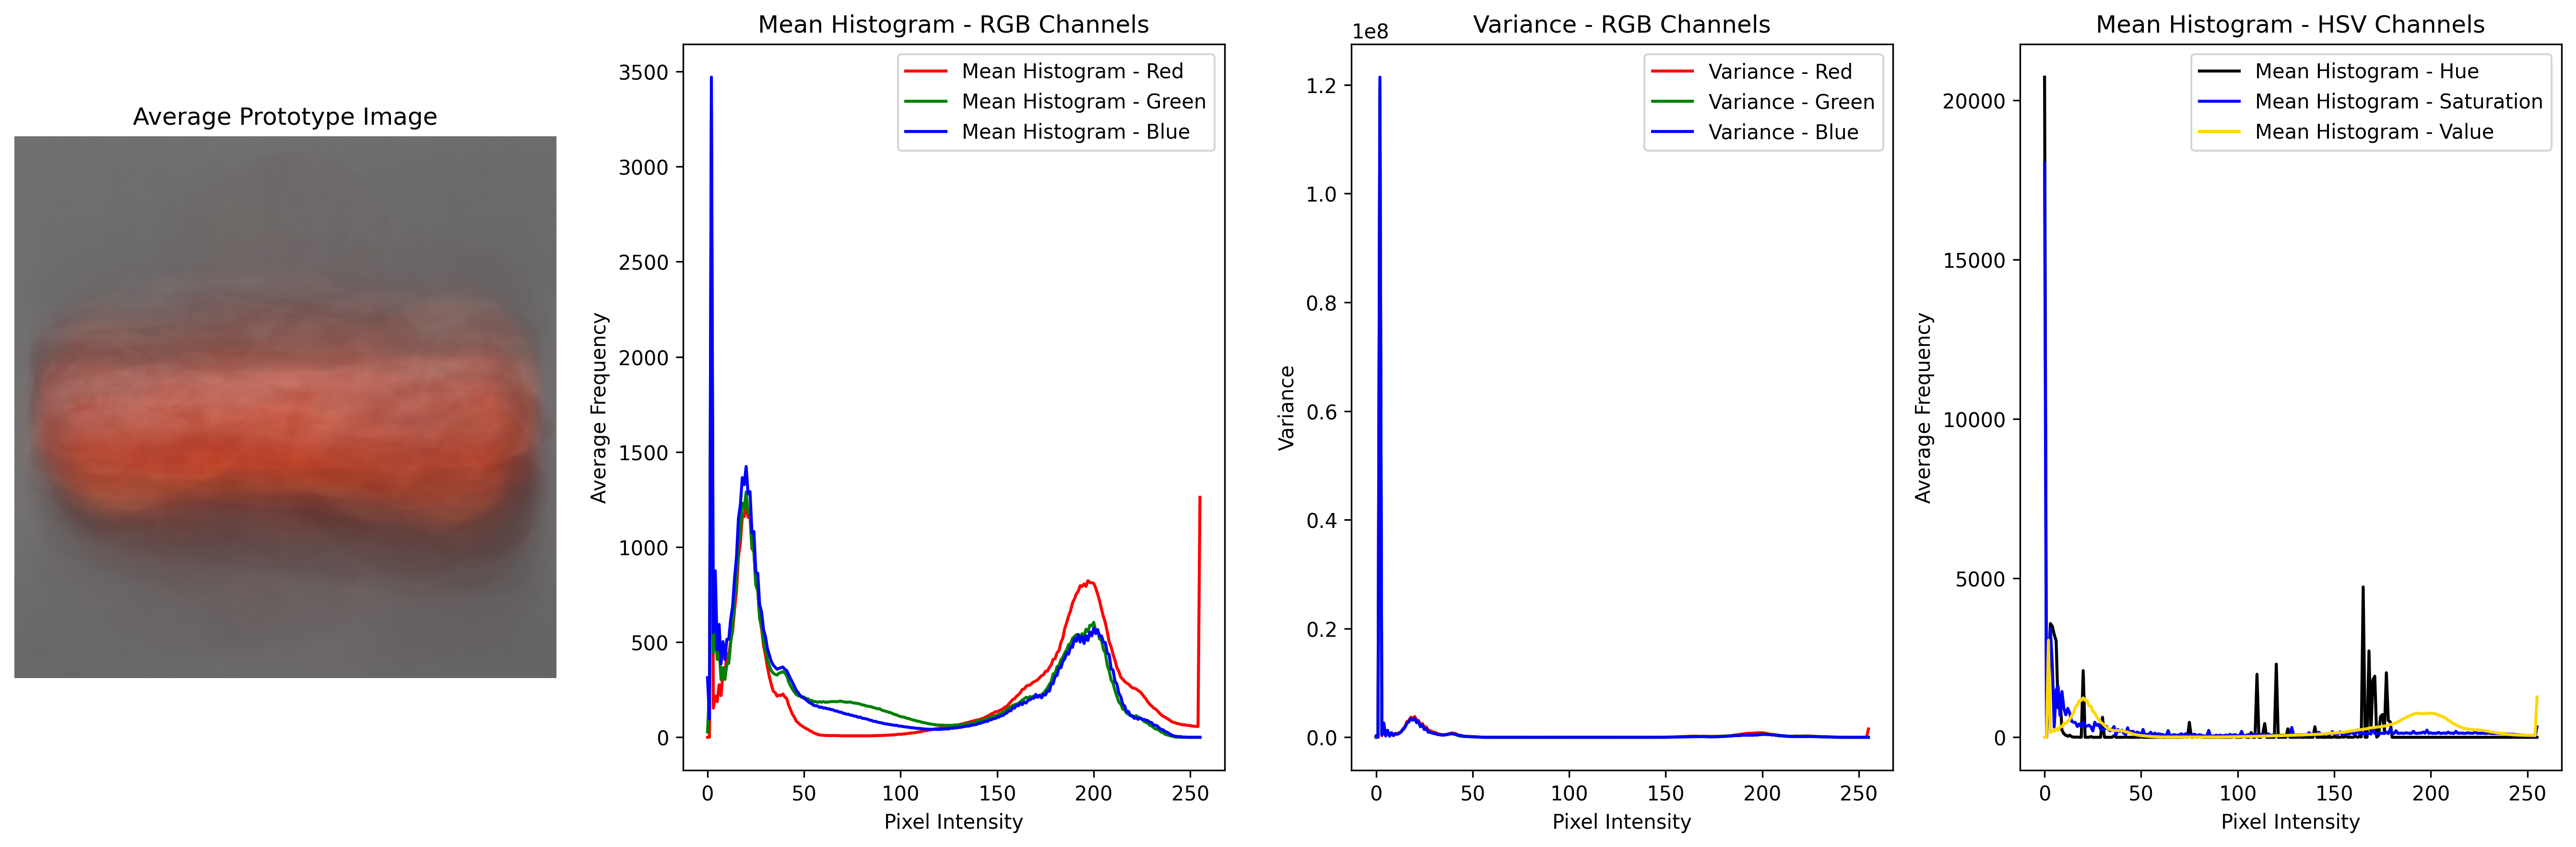 Average Prototype Image
Mean Histogram - RGB Channels
Average Frequency
3500
3000
2500
2000
1500
1000
500
0
0 50 100 150 200 250
Pixel Intensity
Mean Histogram - Red
Mean Histogram - Green
Mean Histogram - Blue
Variance - RGB Channels
1e8
Variance
1.2
1.0
0.8
0.6
0.4
0.2
0.0
0 50 100 150 200 250
Pixel Intensity
Variance - Red
Variance - Green
Variance - Blue
Mean Histogram - HSV Channels
Average Frequency
20000
15000
10000
5000
0
0 50 100 150 200 250
Pixel Intensity
Mean Histogram - Hue
Mean Histogram - Saturation
Mean Histogram - Value